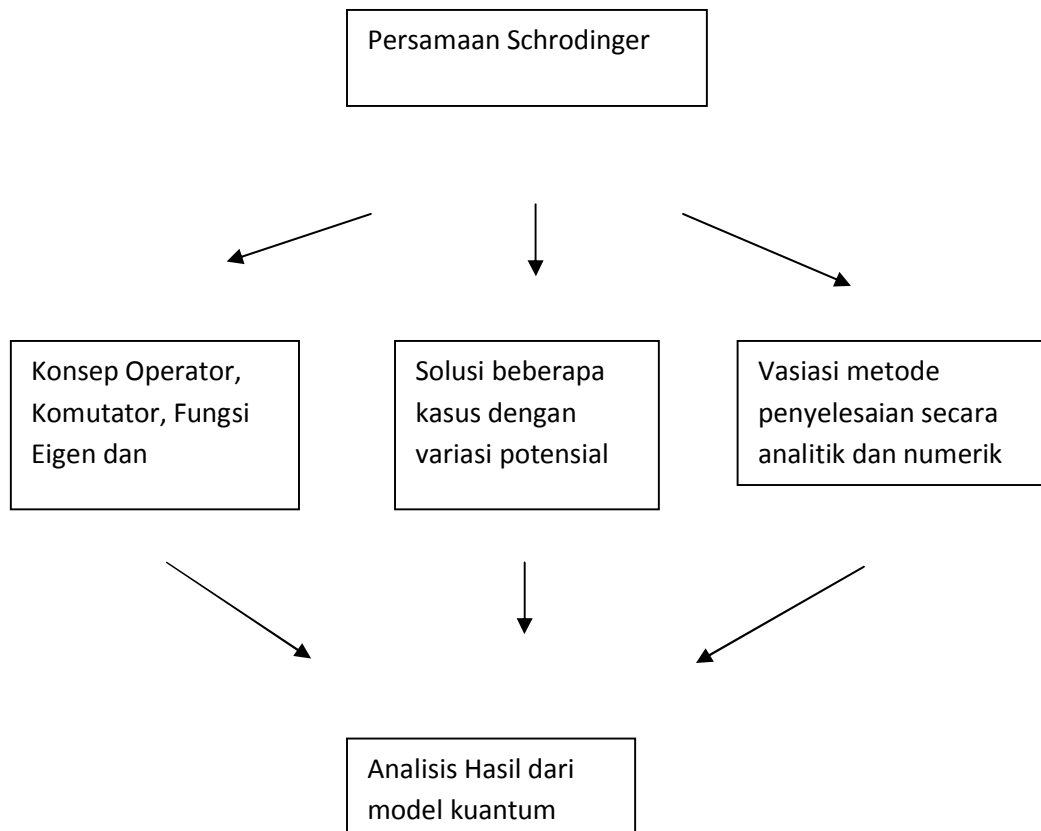 Persamaan Schrodinger
Konsep Operator,
Komutator, Fungsi
Eigen dan
Solusi beberapa
kasus dengan
variasi potensial
Vasiasi metode
penyelesaian secara
analitik dan numerik
Analisis Hasil dari
model kuantum